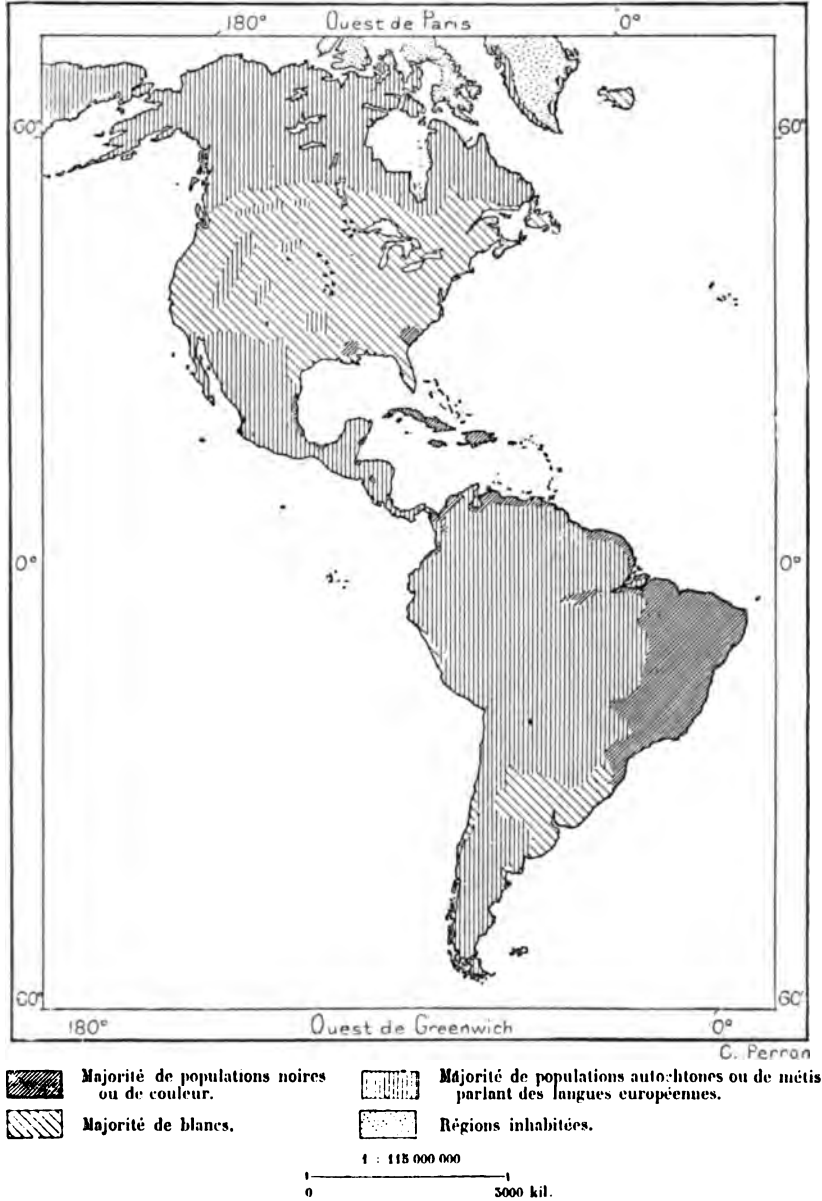 Ouest de Paris
180° 0°
60° 60°
0° 0°
60° 60°
180° Ouest de Greenwich 0°
C. Perron
Majorité de populations noires
ou de couleur.
Majorité de blancs.
Majorité de populations autochtones ou de métis
parlant des langues européennes.
Régions inhabitées.
1 : 115 000 000
0 5000 kil.